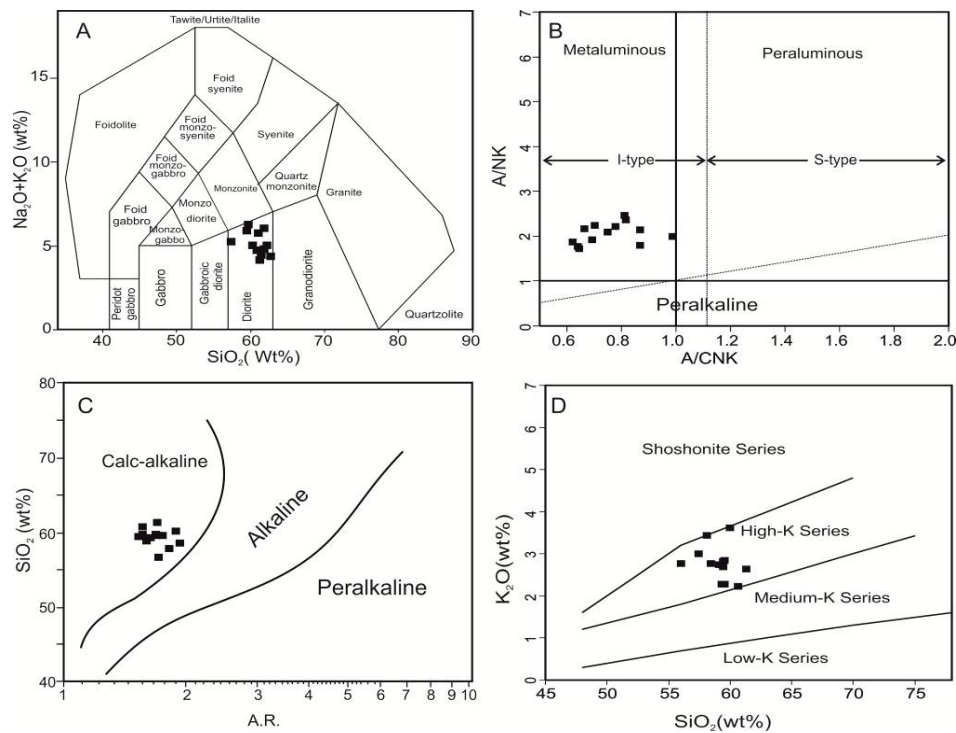 A
Tawite/Urtite/Italite
Foid
syenite
Foidolite
Foid
monzo-
syenite
Syenite
Foid
monzo-
gabbro
Monzonite
Quartz
monzonite
Granite
Foid
gabbro
Monzo
diorite
Monzo-
gabbo
Peridot
gabbro
Gabbro
Gabbroic
diorite
Diorite
Granodiorite
Quartzolite
Na₂O+K₂O (wt%)
15
10
5
0
40 50 60 70 80 90
SiO₂( Wt%)
B
Metaluminous
Peraluminous
I-type
S-type
Peralkaline
A/NK
7
6
5
4
3
2
1
0
0.6 0.8 1.0 1.2 1.4 1.6 1.8 2.0
A/CNK
C
Calc-alkaline
Alkaline
Peralkaline
SiO₂(wt%)
80
70
60
50
40
1 2 3 4 5 6 7 8 9 10
A.R.
D
Shoshonite Series
High-K Series
Medium-K Series
Low-K Series
K₂O(wt%)
7
6
5
4
3
2
1
0
45 50 55 60 65 70 75
SiO₂(wt%)